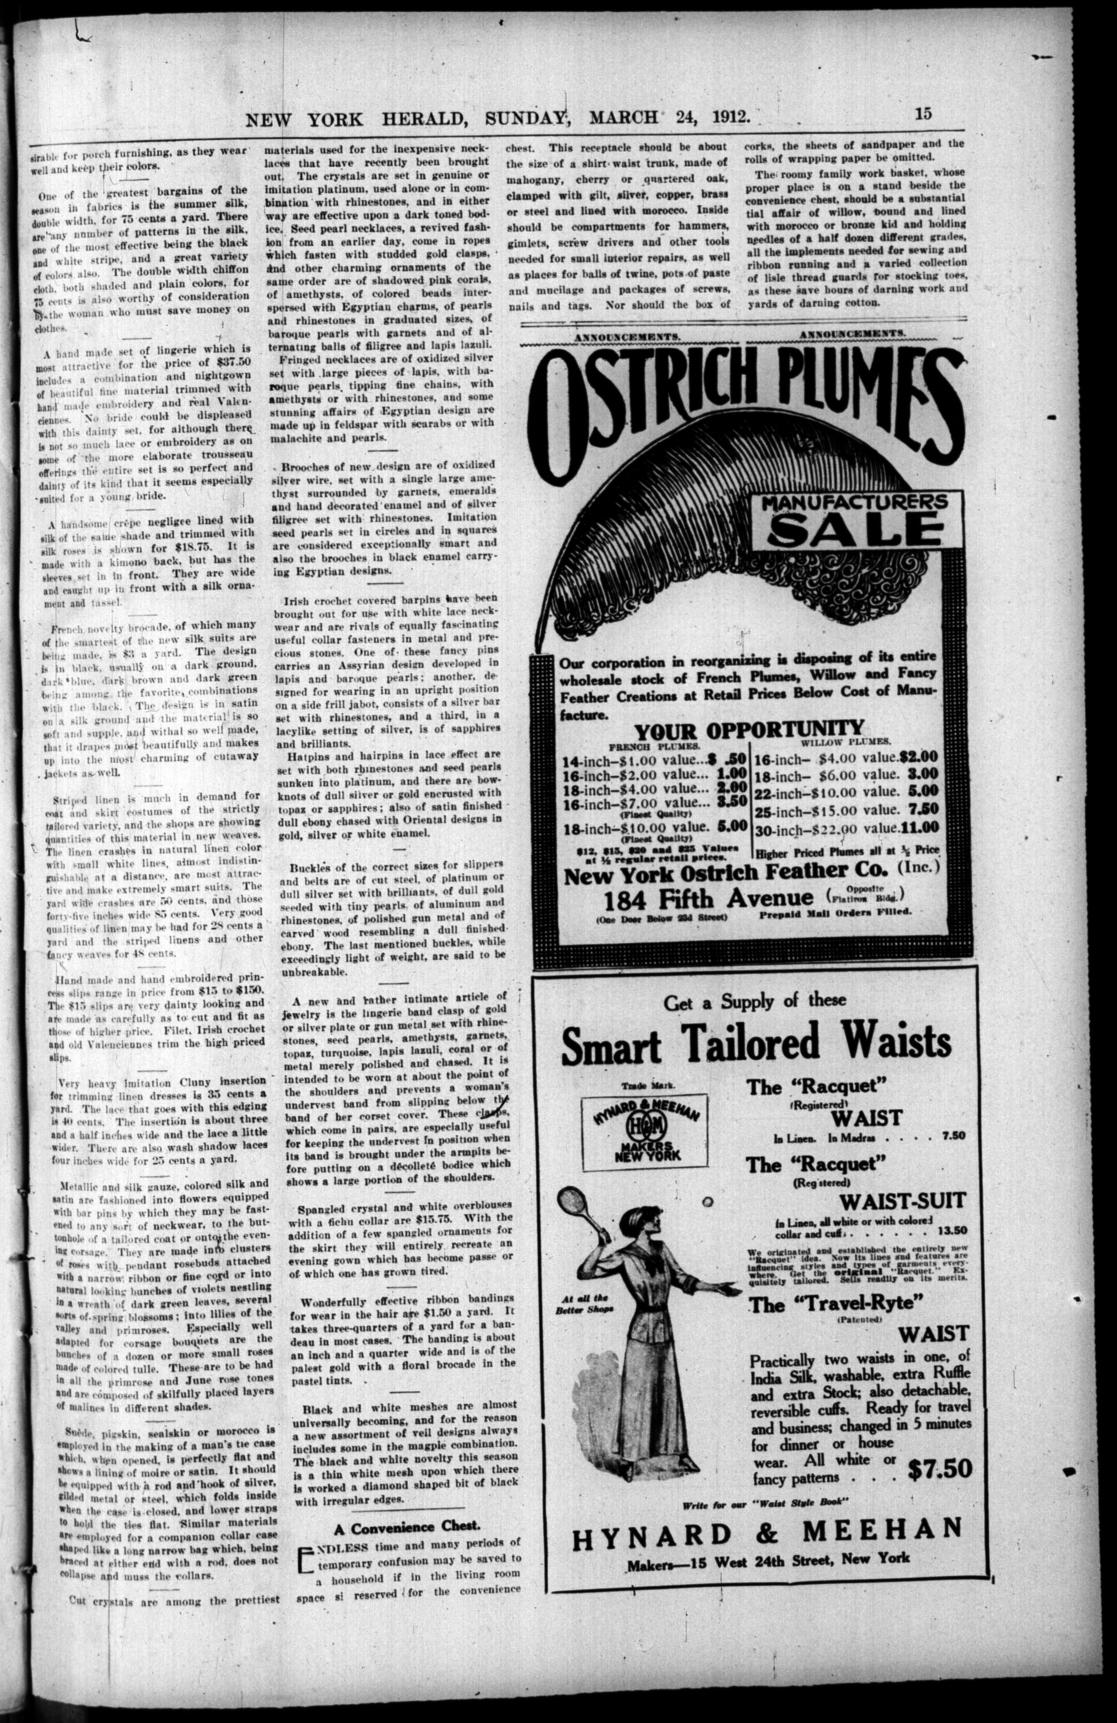 NEW YORK HERALD, SUNDAY, MARCH 24, 1912.
15
sirable for porch furnishing, as they wear
well and keep their colors.
One of the greatest bargains of the
season in fabrics is the summer silk,
double width, for 75 cents a yard. There
are any number of patterns in the silk,
one of the most effective being the black
and white stripe, and a great variety
of colors also. The double width chiffon
cloth, both shaded and plain colors, for
75 cents is also worthy of consideration
by the woman who must save money on
clothes.
A hand made set of lingerie which is
most attractive for the price of $37.50
includes a combination and nightgown
of beautiful fine material trimmed with
hand made embroidery and real Valen-
ciennes. No bride could be displeased
with this dainty set, for although there
is not so much lace or embroidery as on
some of the more elaborate trousseau
offerings the entire set is so perfect and
dainty of its kind that it seems especially
suited for a young bride.
A handsome crêpe negligee lined with
silk of the same shade and trimmed with
silk roses is shown for $18.75. It is
made with a kimono back, but has the
sleeves set in in front. They are wide
and caught up in front with a silk orna-
ment and tassel.
French novelty brocade, of which many
of the smartest of the new silk suits are
being made, is $3 a yard. The design
is in black, usually on a dark ground,
dark blue, dark brown and dark green
being among the favorite combinations
with the black. The design is in satin
on a silk ground and the material is so
soft and supple, and withal so well made,
that it drapes most beautifully and makes
up into the most charming of cutaway
jackets as well.
Striped linen is much in demand for
coat and skirt costumes of the strictly
tailored variety, and the shops are showing
quantities of this material in new weaves.
The linen crashes in natural linen color
with small white lines, almost indistin-
guishable at a distance, are most attrac-
tive and make extremely smart suits. The
yard wide crashes are 50 cents, and those
forty-five inches wide 85 cents. Very good
qualities of linen may be had for 28 cents a
yard and the striped linens and other
fancy weaves for 48 cents.
Hand made and hand embroidered prin-
cess slips range in price from $15 to $150.
The $15 slips are very dainty looking and
are made as carefully as to cut and fit as
those of higher price. Filet, Irish crochet
and old Valenciennes trim the high priced
slips.
Very heavy imitation Cluny insertion
for trimming linen dresses is 35 cents a
yard. The lace that goes with this edging
is 40 cents. The insertion is about three
and a half inches wide and the lace a little
wider. There are also wash shadow laces
four inches wide for 25 cents a yard.
Metallic and silk gauze, colored silk and
satin are fashioned into flowers equipped
with bar pins by which they may be fast-
ened to any sort of neckwear, to the but-
tonhole of a tailored coat or onto the even-
ing corsage. They are made into clusters
of roses with pendant rosebuds attached
with a narrow ribbon or fine cord or into
natural looking bunches of violets nestling
in a wreath of dark green leaves, several
sorts of spring blossoms; into lilies of the
valley and primroses. Especially well
adapted for corsage bouquets are the
bunches of a dozen or more small roses
made of colored tulle. These are to be had
in all the primrose and June rose tones
and are composed of skilfully placed layers
of malines in different shades.
Suède, pigskin, sealskin or morocco is
employed in the making of a man's tie case
which, when opened, is perfectly flat and
shows a lining of moire or satin. It should
be equipped with a rod and hook of silver,
gilded metal or steel, which folds inside
when the case is closed, and lower straps
to hold the ties flat. Similar materials
are employed for a companion collar case
shaped like a long narrow bag which, being
braced at either end with a rod, does not
collapse and muss the collars.
Cut crystals are among the prettiest
materials used for the inexpensive neck-
laces that have recently been brought
out. The crystals are set in genuine or
imitation platinum, used alone or in com-
bination with rhinestones, and in either
way are effective upon a dark toned bod-
ice. Seed pearl necklaces, a revived fash-
ion from an earlier day, come in ropes
which fasten with studded gold clasps,
and other charming ornaments of the
same order are of shadowed pink corals,
of amethysts, of colored beads inter-
spersed with Egyptian charms, of pearls
and rhinestones in graduated sizes, of
baroque pearls with garnets and of al-
ternating balls of filigree and lapis lazuli.
Fringed necklaces are of oxidized silver
set with large pieces of lapis, with ba-
roque pearls tipping fine chains, with
amethysts or with rhinestones, and some
stunning affairs of Egyptian design are
made up in feldspar with scarabs or with
malachite and pearls.
Brooches of new design are of oxidized
silver wire, set with a single large ame-
thyst surrounded by garnets, emeralds
and hand decorated enamel and of silver
filigree set with rhinestones. Imitation
seed pearls set in circles and in squares
are considered exceptionally smart and
also the brooches in black enamel carry-
ing Egyptian designs.
Irish crochet covered barpins have been
brought out for use with white lace neck-
wear and are rivals of equally fascinating
useful collar fasteners in metal and pre-
cious stones. One of these fancy pins
carries an Assyrian design developed in
lapis and baroque pearls; another, de-
signed for wearing in an upright position
on a side frill jabot, consists of a silver bar
set with rhinestones, and a third, in a
lacylike setting of silver, is of sapphires
and brilliants.
Hatpins and hairpins in lace effect are
set with both rhinestones and seed pearls
sunken into platinum, and there are bow-
knots of dull silver or gold encrusted with
topaz or sapphires; also of satin finished
dull ebony chased with Oriental designs in
gold, silver or white enamel.
Buckles of the correct sizes for slippers
and belts are of cut steel, of platinum or
dull silver set with brilliants, of dull gold
seeded with tiny pearls, of aluminum and
rhinestones, of polished gun metal and of
carved wood resembling a dull finished
ebony. The last mentioned buckles, while
exceedingly light of weight, are said to be
unbreakable.
A new and rather intimate article of
jewelry is the lingerie band clasp of gold
or silver plate or gun metal set with rhine-
stones, seed pearls, amethysts, garnets,
topaz, turquoise, lapis lazuli, coral or of
metal merely polished and chased. It is
intended to be worn at about the point of
the shoulders and prevents a woman's
undervest band from slipping below the
band of her corset cover. These clasps,
which come in pairs, are especially useful
for keeping the undervest in position when
its band is brought under the armpits be-
fore putting on a décolleté bodice which
shows a large portion of the shoulders.
Spangled crystal and white overblouses
with a fichu collar are $15.75. With the
addition of a few spangled ornaments for
the skirt they will entirely recreate an
evening gown which has become passe or
of which one has grown tired.
Wonderfully effective ribbon bandings
for wear in the hair are $1.50 a yard. It
takes three-quarters of a yard for a ban-
deau in most cases. The banding is about
an inch and a quarter wide and is of the
palest gold with a floral brocade in the
pastel tints.
Black and white meshes are almost
universally becoming, and for the reason
a new assortment of veil designs always
includes some in the magpie combination.
The black and white novelty this season
is a thin white mesh upon which there
is worked a diamond shaped bit of black
with irregular edges.
A Convenience Chest.
ENDLESS time and many periods of
temporary confusion may be saved to
a household if in the living room
space si reserved for the convenience
chest. This receptacle should be about
the size of a shirt waist trunk, made of
mahogany, cherry or quartered oak,
clamped with gilt, silver, copper, brass
or steel and lined with morocco. Inside
should be compartments for hammers,
gimlets, screw drivers and other tools
needed for small interior repairs, as well
as places for balls of twine, pots of paste
and mucilage and packages of screws,
nails and tags. Nor should the box of
corks, the sheets of sandpaper and the
rolls of wrapping paper be omitted.
The roomy family work basket, whose
proper place is on a stand beside the
convenience chest, should be a substantial
tial affair of willow, bound and lined
with morocco or bronze kid and holding
needles of a half dozen different grades,
all the implements needed for sewing and
ribbon running and a varied collection
of lisle thread guards for stocking toes,
as these save hours of darning work and
yards of darning cotton.
ANNOUNCEMENTS.
ANNOUNCEMENTS.
OSTRICH PLUMES
MANUFACTURERS
SALE
Our corporation in reorganizing is disposing of its entire
wholesale stock of French Plumes, Willow and Fancy
Feather Creations at Retail Prices Below Cost of Manu-
facture.
YOUR OPPORTUNITY
FRENCH PLUMES.
14-inch—$1.00 value...$ .50
16-inch—$2.00 value... 1.00
18-inch—$4.00 value... 2.00
16-inch—$7.00 value... 3.50
(Finest Quality)
18-inch—$10.00 value. 5.00
(Finest Quality)
$12, $15, $20 and $25 Values
at ½ regular retail prices.
WILLOW PLUMES.
16-inch— $4.00 value.$2.00
18-inch— $6.00 value. 3.00
22-inch—$10.00 value. 5.00
25-inch—$15.00 value. 7.50
30-inch—$22.00 value.11.00
Higher Priced Plumes all at ½ Price
New York Ostrich Feather Co. (Inc.)
184 Fifth Avenue (Opposite Flatiron Bldg.)
(One Door Below 23d Street)
Prepaid Mail Orders Filled.
Get a Supply of these
Smart Tailored Waists
Trade Mark.
HYNARD & MEEHAN
H&M
MAKERS
NEW YORK
The "Racquet"
(Registered)
WAIST
In Linen. In Madras . . . . 7.50
The "Racquet"
(Registered)
WAIST-SUIT
In Linen, all white or with colored
collar and cuffs . . . . . . . 13.50
We originated and established the entirely new
"Racquet" idea. Now its lines and features are
influencing styles and types of garments every-
where. Get the original "Racquet." Ex-
quisitely tailored. Sells readily on its merits.
At all the
Better Shops
The "Travel-Ryte"
(Patented)
WAIST
Practically two waists in one, of
India Silk, washable, extra Ruffle
and extra Stock; also detachable,
reversible cuffs. Ready for travel
and business; changed in 5 minutes
for dinner or house
wear. All white or
fancy patterns . . . $7.50
Write for our "Waist Style Book"
HYNARD & MEEHAN
Makers—15 West 24th Street, New York